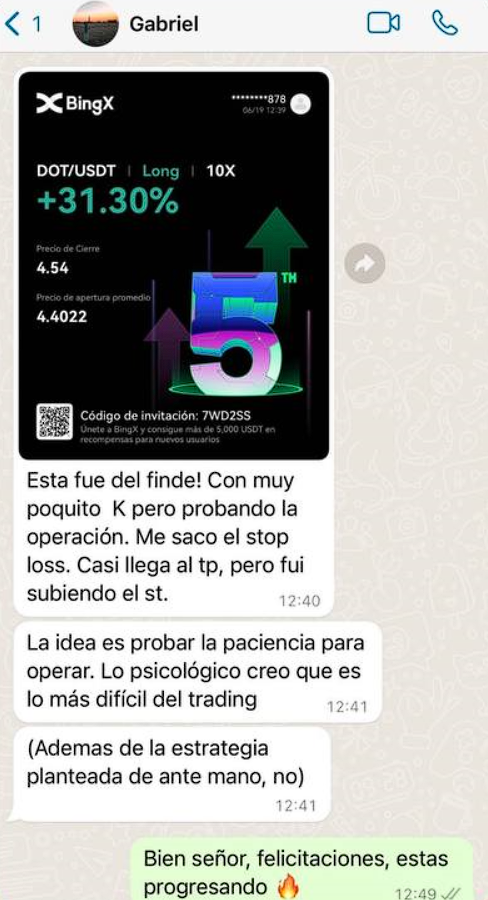 1
Gabriel
BingX
********878
06/19 12:39
DOT/USDT | Long | 10X
+31.30%
Precio de Cierre
4.54
Precio de apertura promedio
4.4022
5TH
Código de invitación: 7WD2SS
Únete a BingX y consigue más de 5,000 USDT en
recompensas para nuevos usuarios
Esta fue del finde! Con muy
poquito K pero probando la
operación. Me saco el stop
loss. Casi llega al tp, pero fui
subiendo el st.
12:40
La idea es probar la paciencia para
operar. Lo psicológico creo que es
lo más difícil del trading
12:41
(Ademas de la estrategia
planteada de ante mano, no)
12:41
Bien señor, felicitaciones, estas
progresando 🔥
12:49